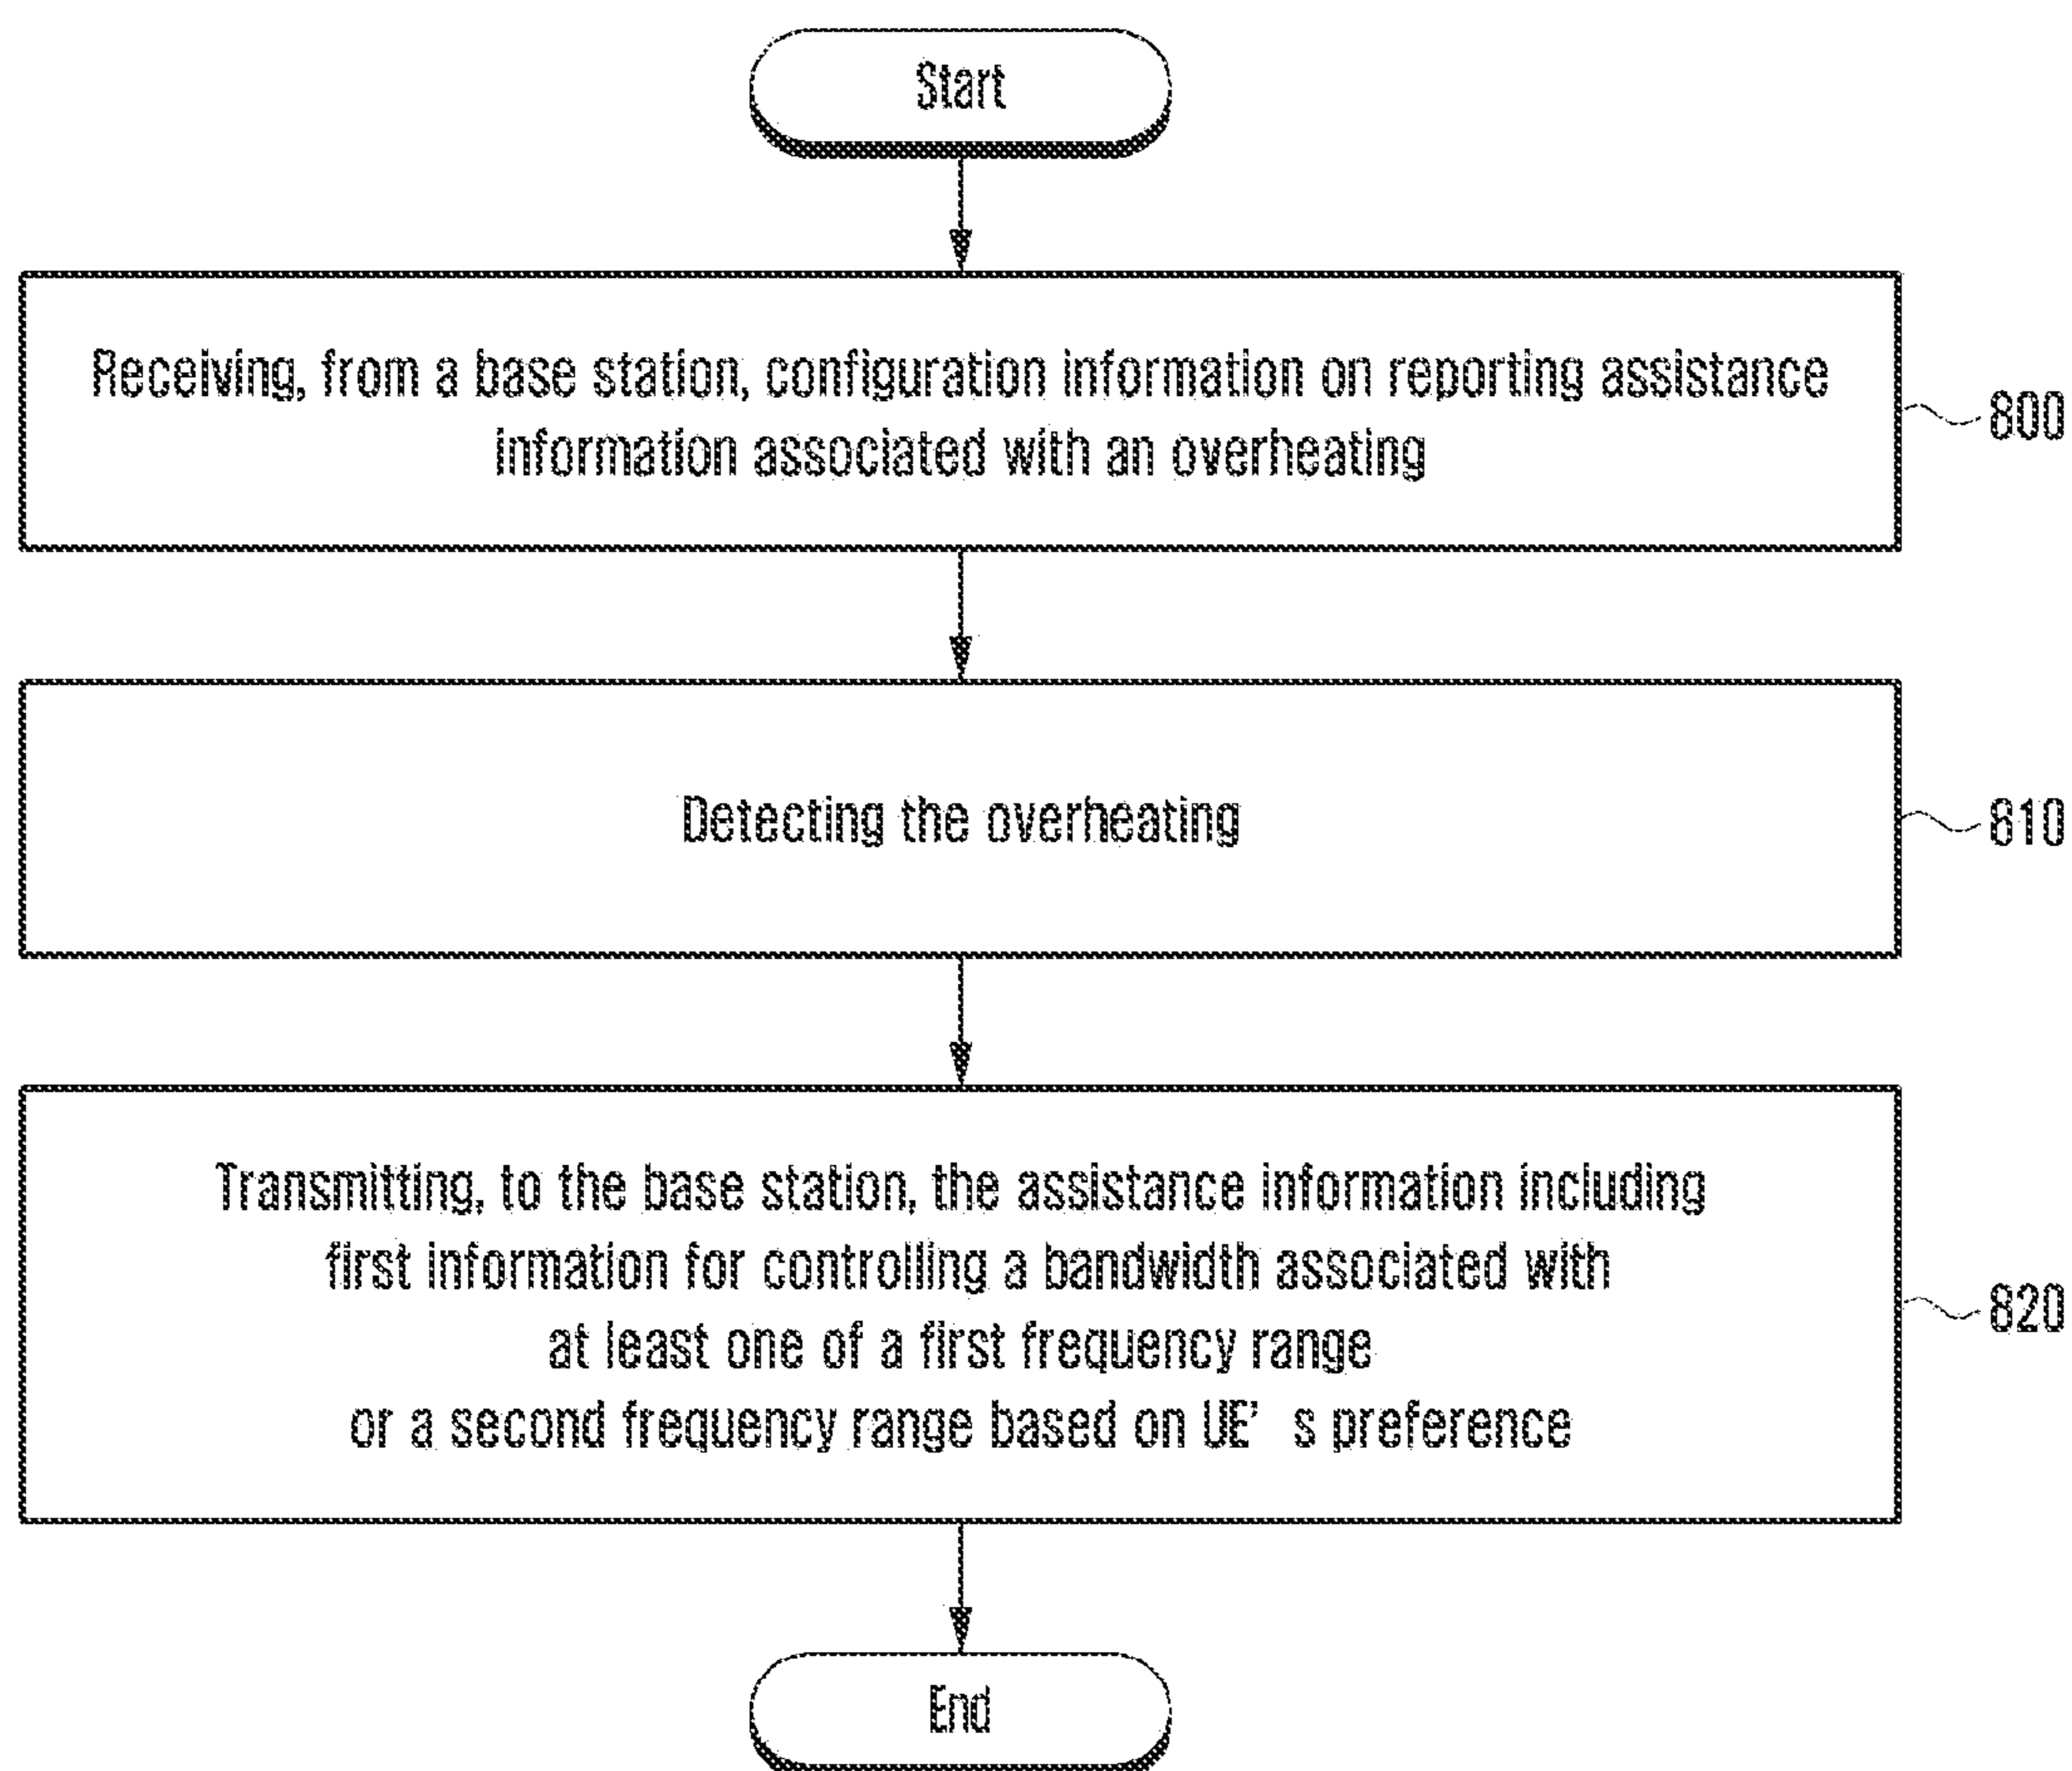 Start
Receiving, from a base station, configuration information on reporting assistance
information associated with an overheating
800
Detecting the overheating
810
Transmitting, to the base station, the assistance information including
first information for controlling a bandwidth associated with
at least one of a first frequency range
or a second frequency range based on UE’ s preference
820
End